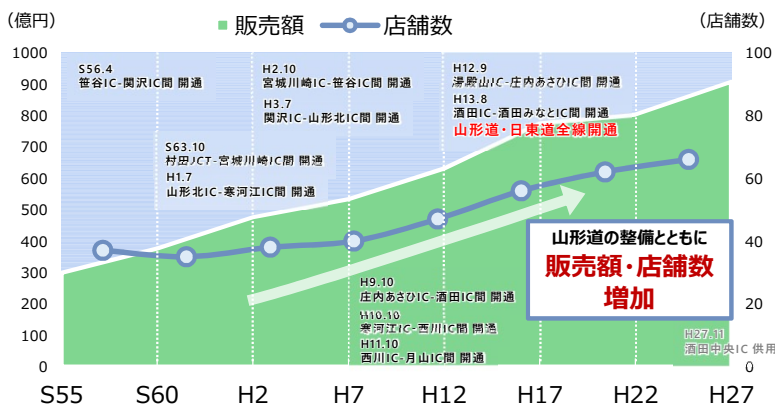 （億円）
■ 販売額 店舗数
（店舗数）
1000
900
800
700
600
500
400
300
200
100
0
S56.4
笹谷IC-関沢IC間 開通
H2.10
宮城川崎IC-笹谷IC間 開通
H3.7
関沢IC-山形北IC間 開通
H12.9
湯殿山IC-庄内あさひIC間 開通
H13.8
酒田IC-酒田みなとIC間 開通
山形道・日東道全線開通
S63.10
村田JCT-宮城川崎IC間 開通
H1.7
山形北IC-寒河江IC間 開通
山形道の整備とともに
販売額・店舗数
増加
H9.10
庄内あさひIC-酒田IC間 開通
H10.10
寒河江IC-西川IC間 開通
H11.10
西川IC-月山IC間 開通
H27.11
酒田中央IC 供用
100
80
60
40
20
0
S55 S60 H2 H7 H12 H17 H22 H27